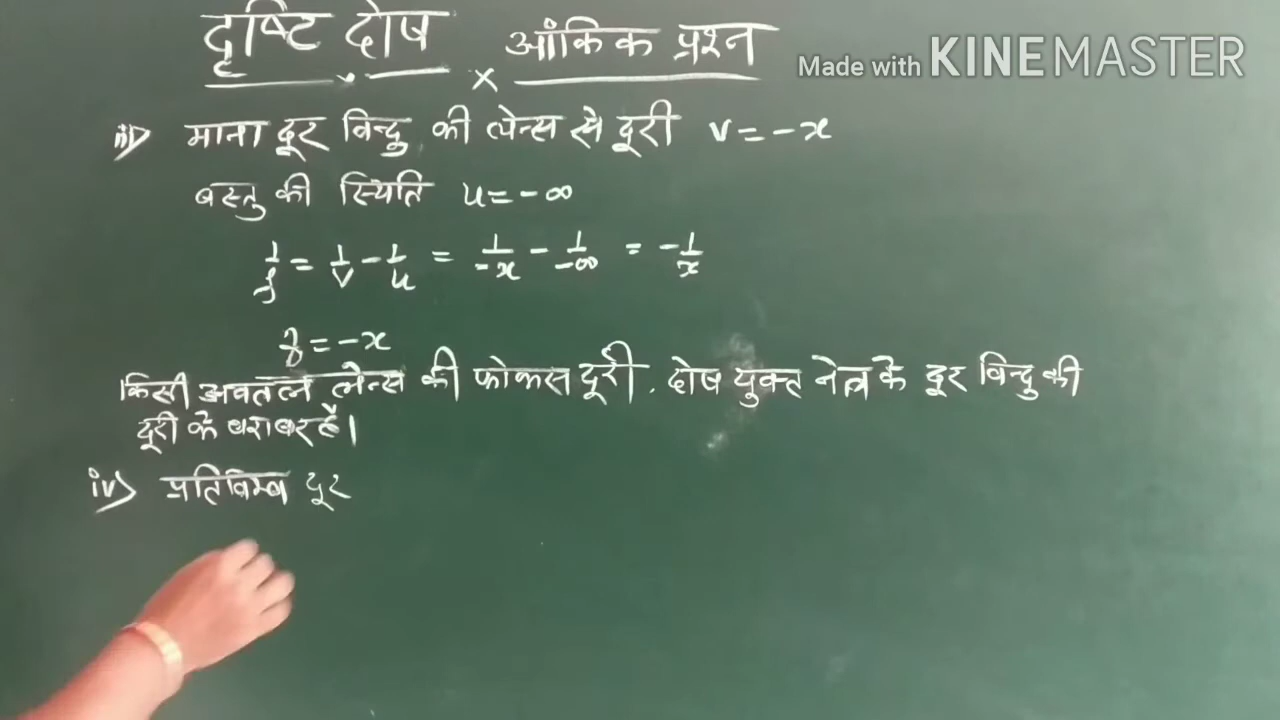 दृष्टि दोष × आंकिक प्रश्न
Made with KINEMASTER
iii) माना दूर विन्दु की लेन्स से दूरी v = -x
वस्तु की स्थिति u = -∞
1/f = 1/v - 1/u = 1/-x - 1/-∞ = -1/x
f = -x
किसी अवतल लेन्स की फोकस दूरी, दोष युक्त नेत्र के दूर विन्दु की
दूरी के बराबर है।
iv) प्रतिविम्ब दूर